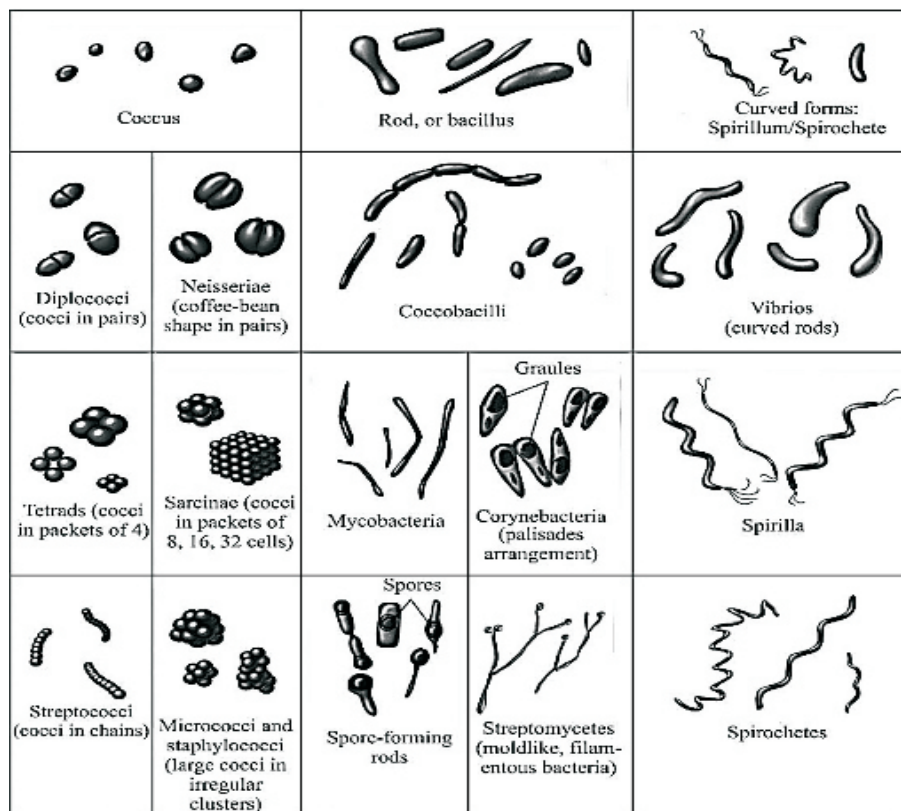 Coccus
Rod, or bacillus
Curved forms:
Spirillum/Spirochete
Diplococci
(cocci in pairs)
Neisseriae
(coffee-bean
shape in pairs)
Coccobacilli
Vibrios
(curved rods)
Tetrads (cocci
in packets of 4)
Sarcinae (cocci
in packets of
8, 16, 32 cells)
Mycobacteria
Graules
Corynebacteria
(palisades
arrangement)
Spirilla
Streptococci
(cocci in chains)
Micrococci and
staphylococci
(large cocci in
irregular
clusters)
Spores
Spore-forming
rods
Streptomycetes
(moldlike, filam-
entous bacteria)
Spirochetes